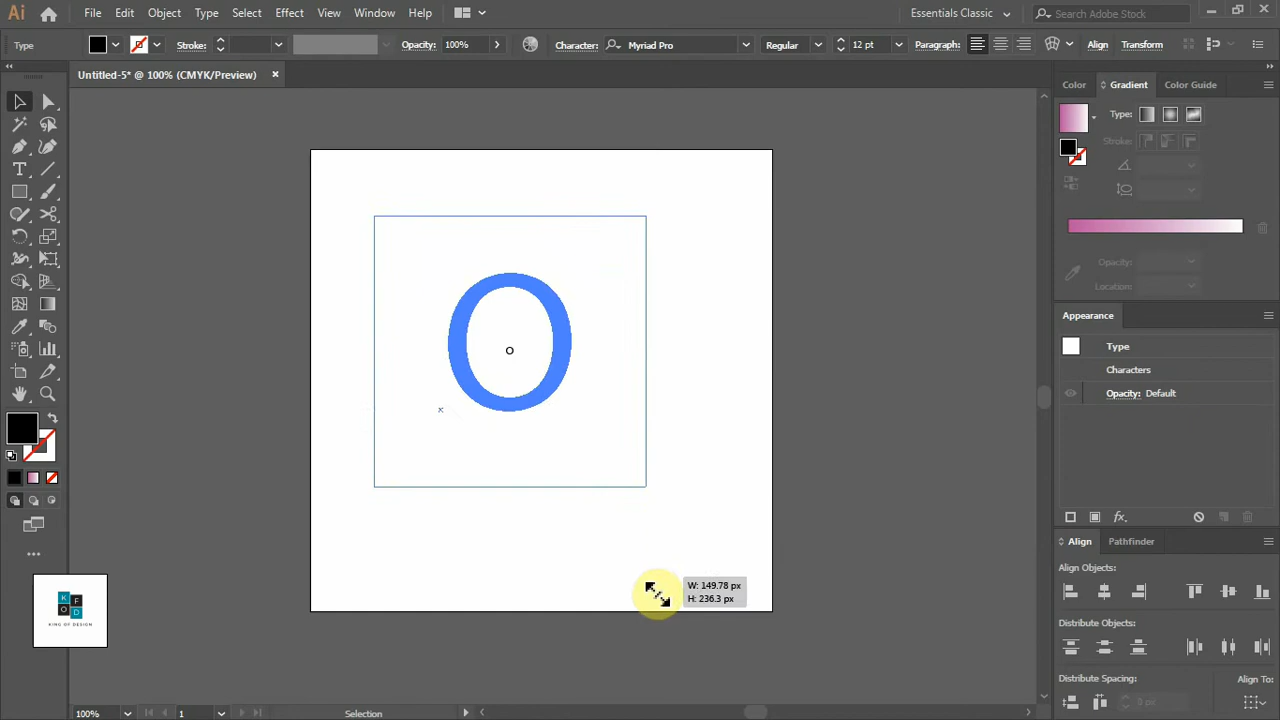 Ai File Edit Object Type Select Effect View Window Help Essentials Classic Search Adobe Stock
Type Stroke: Opacity: 100% Character: Myriad Pro Regular 12 pt Paragraph: Align Transform
Untitled-5* @ 100% (CMYK/Preview)
Color Gradient Color Guide
Type:
Stroke:
Opacity:
Location:
Appearance
Type
Characters
Opacity: Default
fx
Align Pathfinder
Align Objects:
Distribute Objects:
Distribute Spacing: Align To:
0 px
O
W: 149.78 px
H: 236.3 px
K F
O D
KING OF DESIGN
100% 1 Selection